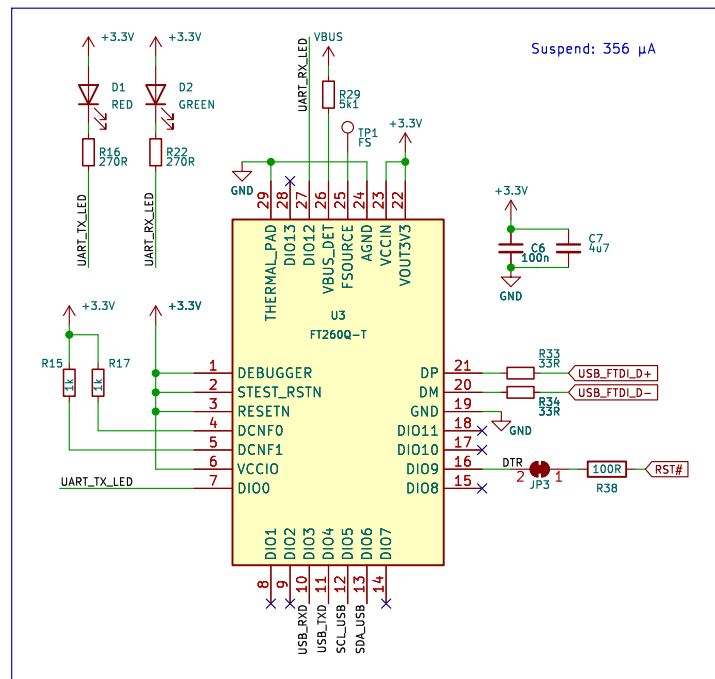 Suspend: 356 µA
+3.3V
+3.3V
VBUS
D1
RED
D2
GREEN
UART_RX_LED
R29
5k1
TP1
FS
+3.3V
R16
270R
R22
270R
UART_TX_LED
UART_RX_LED
GND
29
28
27
26
25
24
23
22
THERMAL_PAD
DIO13
DIO12
VBUS_DET
FSOURCE
AGND
VCCIN
VOUT3V3
+3.3V
C6
100n
C7
4u7
GND
+3.3V
+3.3V
U3
FT260Q-T
R15
1k
R17
1k
1
DEBUGGER
2
STEST_RSTN
3
RESETN
4
DCNF0
5
DCNF1
6
VCCIO
7
DIO0
UART_TX_LED
DP
21
R33
33R
USB_FTDI_D+
DM
20
R34
33R
USB_FTDI_D-
GND
19
GND
DIO11
18
DIO10
17
DIO9
16
DTR
2
JP3
1
100R
R38
RST#
DIO8
15
DIO1
DIO2
DIO3
DIO4
DIO5
DIO6
DIO7
8
9
10
11
12
13
14
USB_RXD
USB_TXD
SCL_USB
SDA_USB